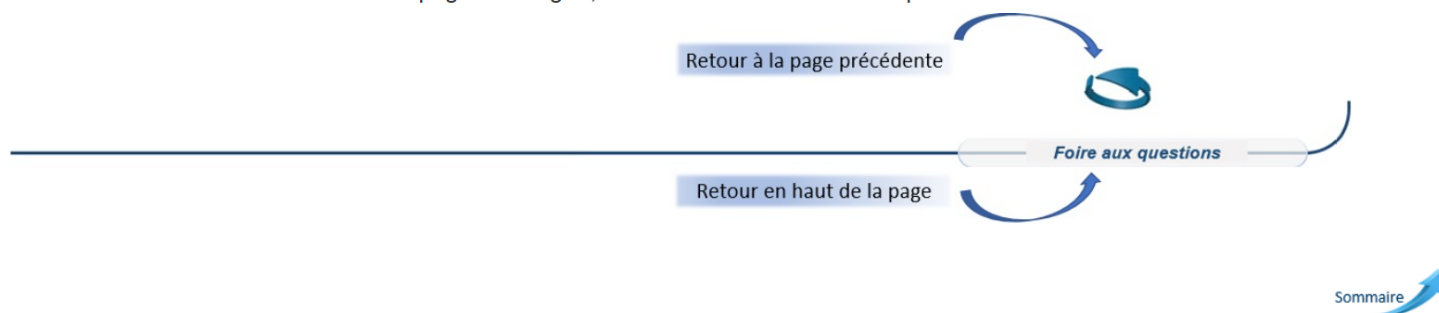 Retour à la page précédente
Foire aux questions
Retour en haut de la page
Sommaire